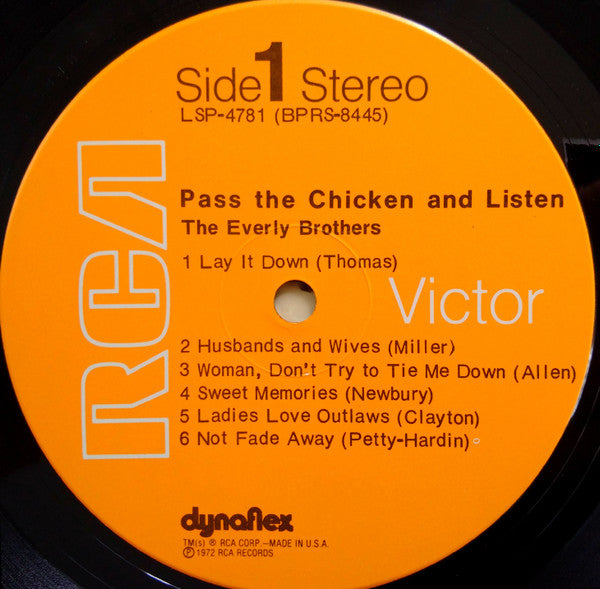 Side 1 Stereo
LSP-4781 (BPRS-8445)
RCA
Pass the Chicken and Listen
The Everly Brothers
1 Lay It Down (Thomas)
Victor
2 Husbands and Wives (Miller)
3 Woman, Don't Try to Tie Me Down (Allen)
4 Sweet Memories (Newbury)
5 Ladies Love Outlaws (Clayton)
6 Not Fade Away (Petty-Hardin)
dynaflex
TM(s) ® RCA CORP.—MADE IN U.S.A.
℗ 1972 RCA RECORDS